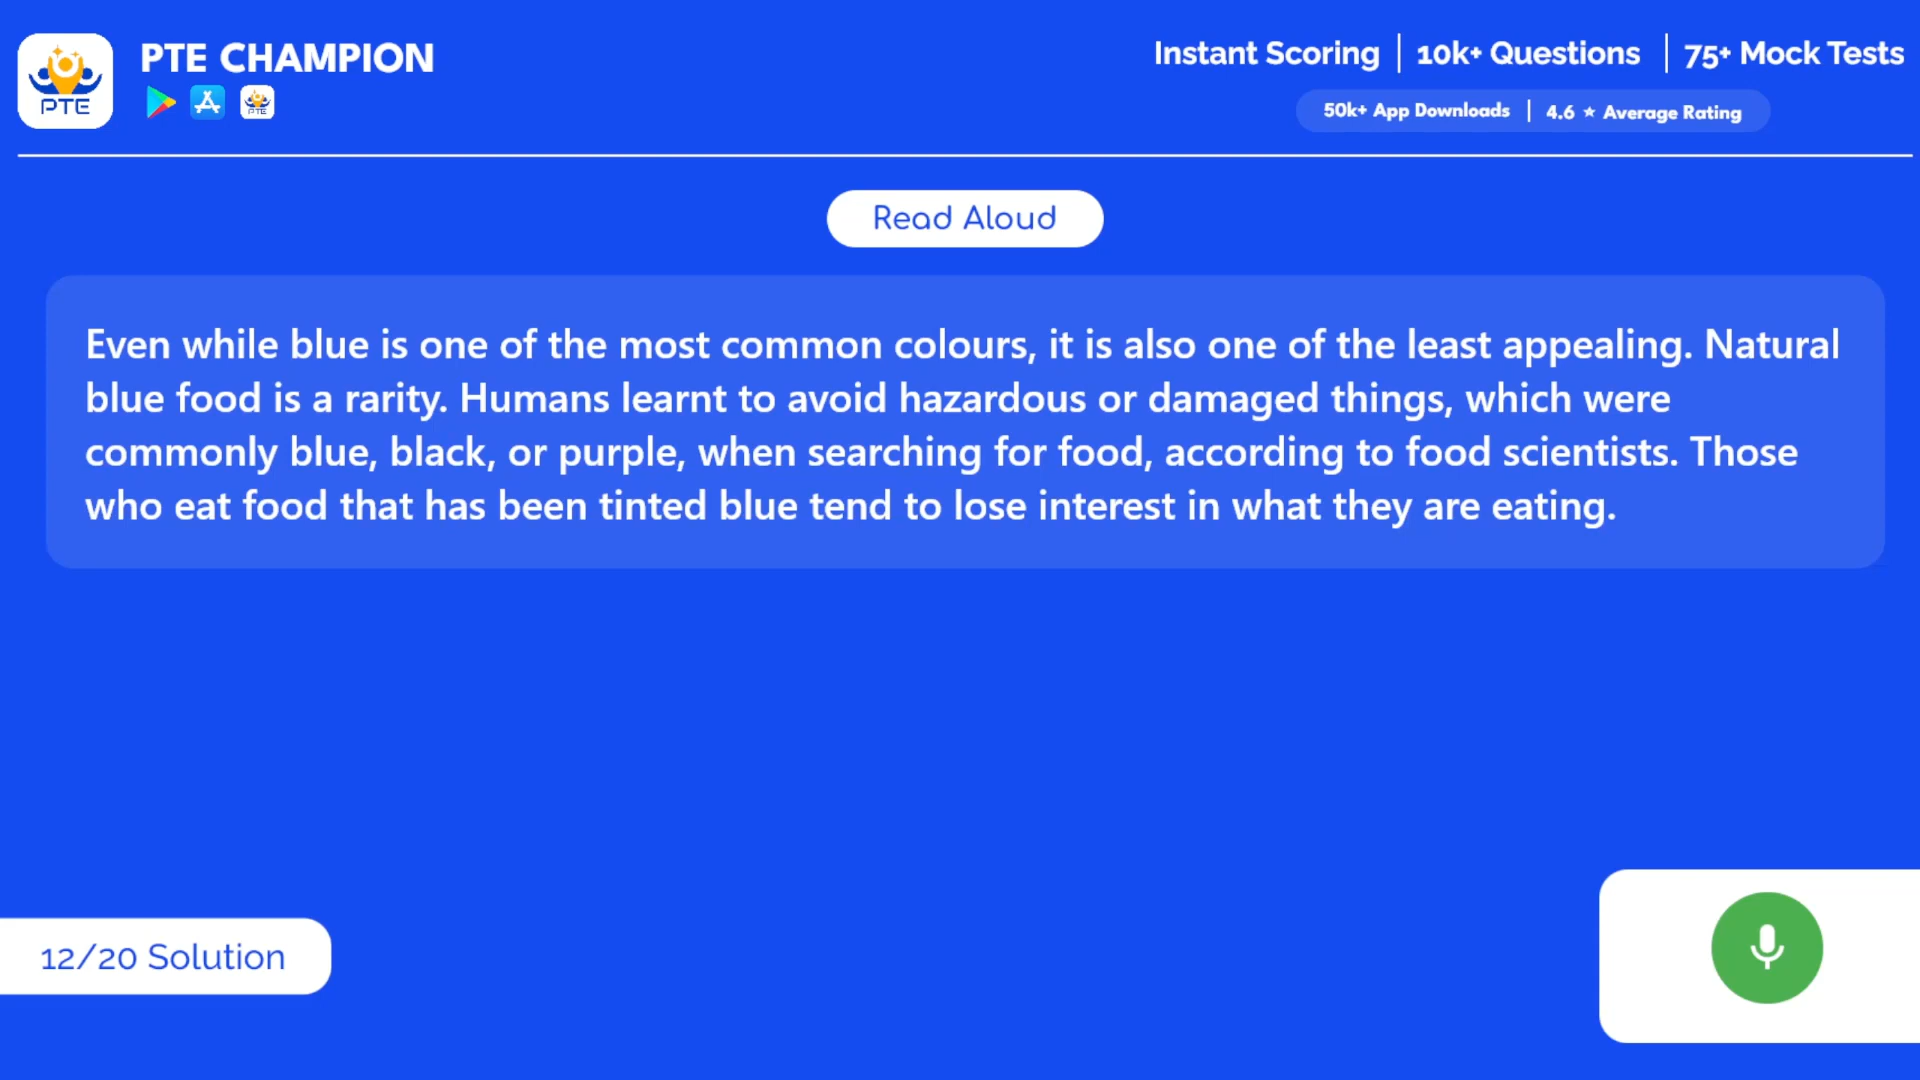 PTE CHAMPION
PTE
PTE
Instant Scoring | 10k+ Questions | 75+ Mock Tests
50k+ App Downloads | 4.6 ★ Average Rating
Read Aloud
Even while blue is one of the most common colours, it is also one of the least appealing. Natural
blue food is a rarity. Humans learnt to avoid hazardous or damaged things, which were
commonly blue, black, or purple, when searching for food, according to food scientists. Those
who eat food that has been tinted blue tend to lose interest in what they are eating.
12/20 Solution